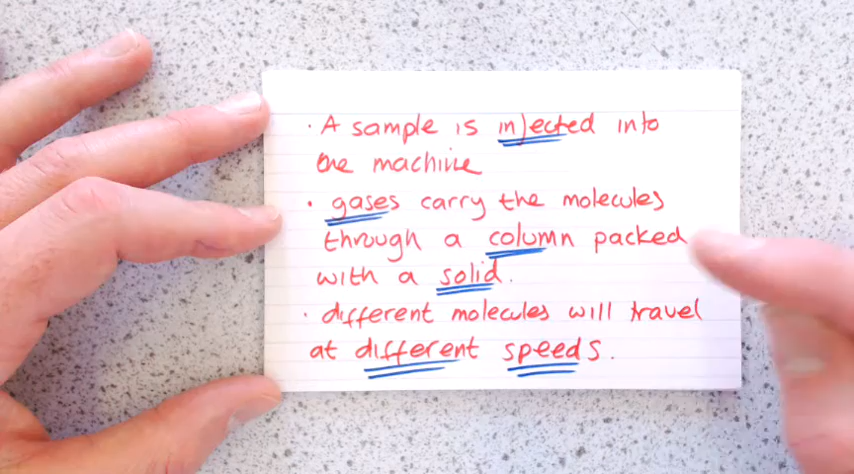 · A sample is injected into
the machine
· gases carry the molecules
through a column packed
with a solid.
· different molecules will travel
at different speeds.